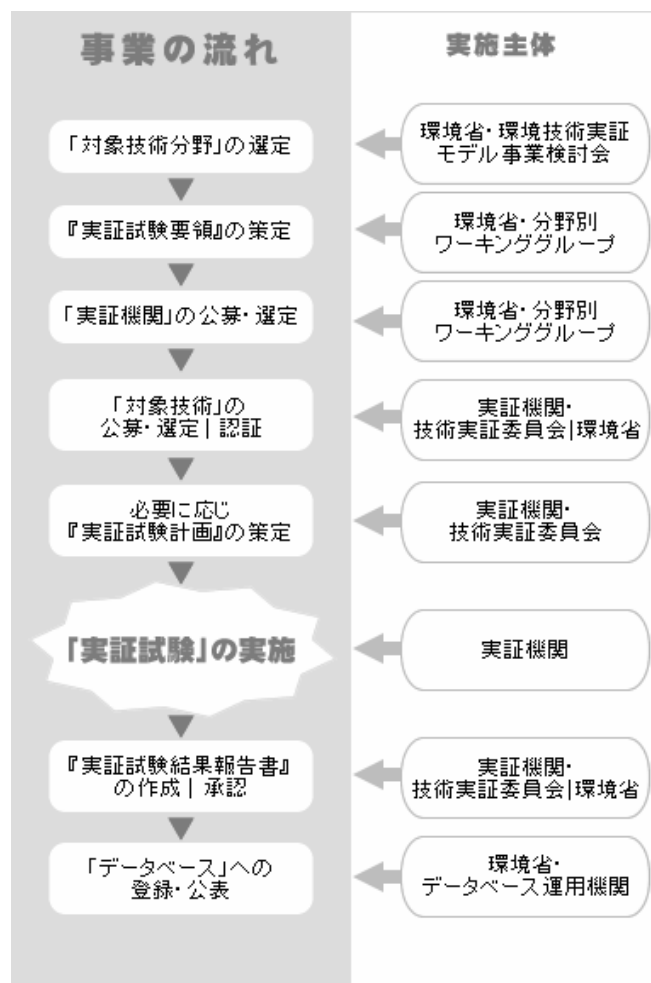 事業の流れ
実施主体
「対象技術分野」の選定
環境省・環境技術実証
モデル事業検討会
『実証試験要領』の策定
環境省・分野別
ワーキンググループ
「実証機関」の公募・選定
環境省・分野別
ワーキンググループ
「対象技術」の
公募・選定|認証
実証機関・
技術実証委員会|環境省
必要に応じ
『実証試験計画』の策定
実証機関・
技術実証委員会
「実証試験」の実施
実証機関
『実証試験結果報告書』
の作成|承認
実証機関・
技術実証委員会|環境省
「データベース」への
登録・公表
環境省・
データベース運用機関